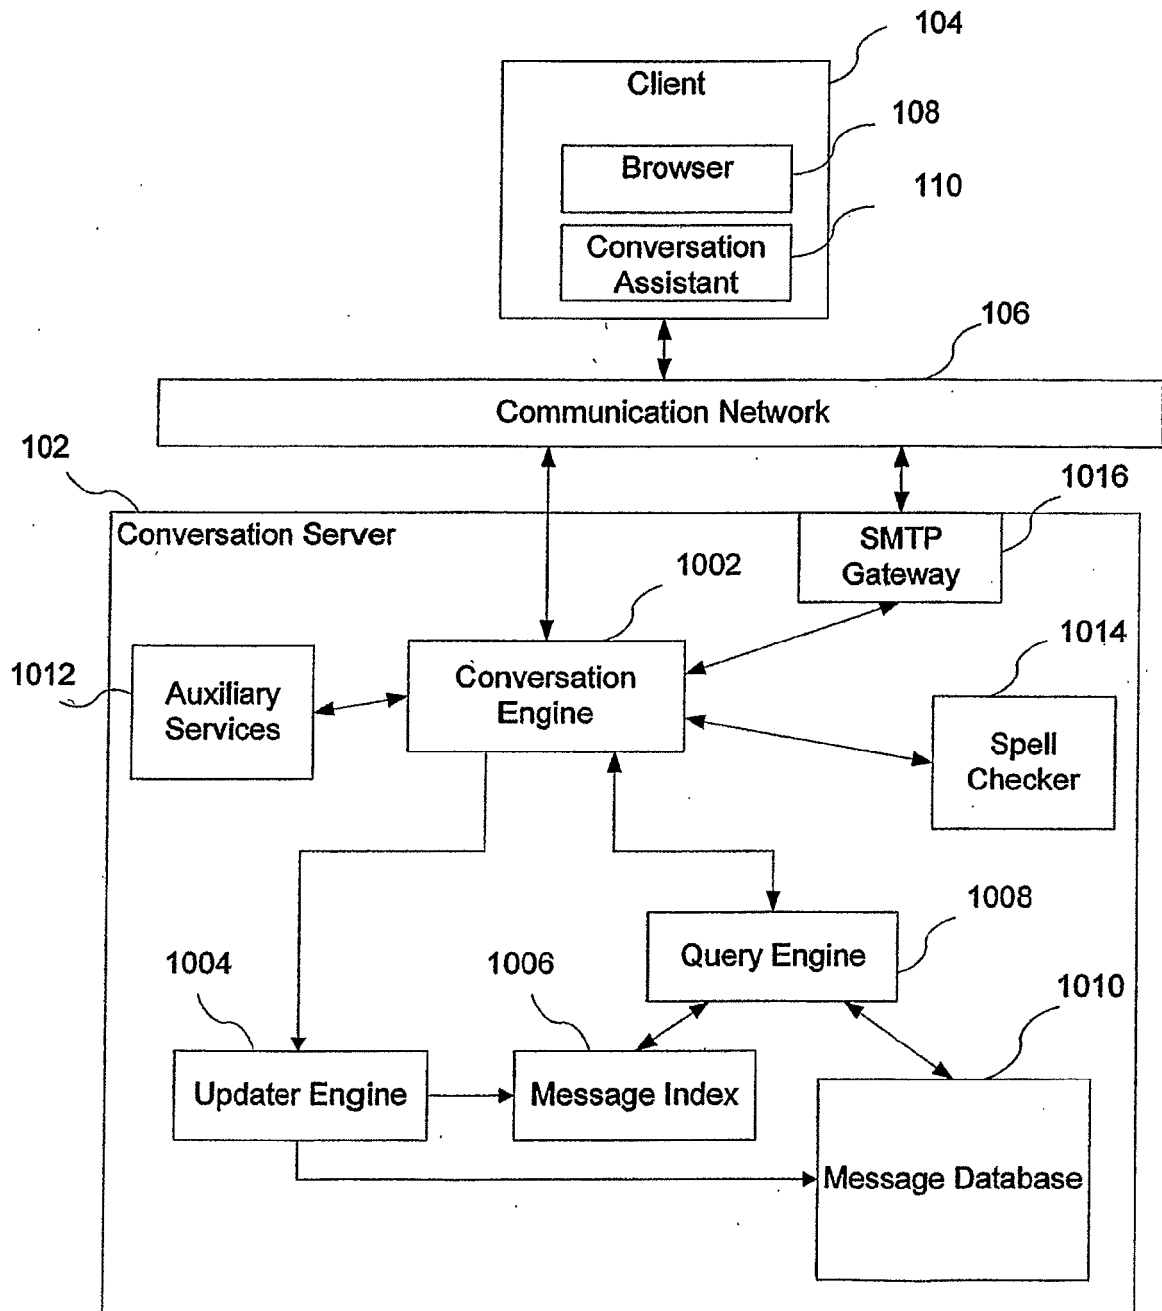 104
Client
108
Browser
110
Conversation
Assistant
106
Communication Network
102
1016
Conversation Server
SMTP
Gateway
1002
1014
1012
Auxiliary
Services
Conversation
Engine
Spell
Checker
1008
Query Engine
1004
1006
1010
Updater Engine
Message Index
Message Database